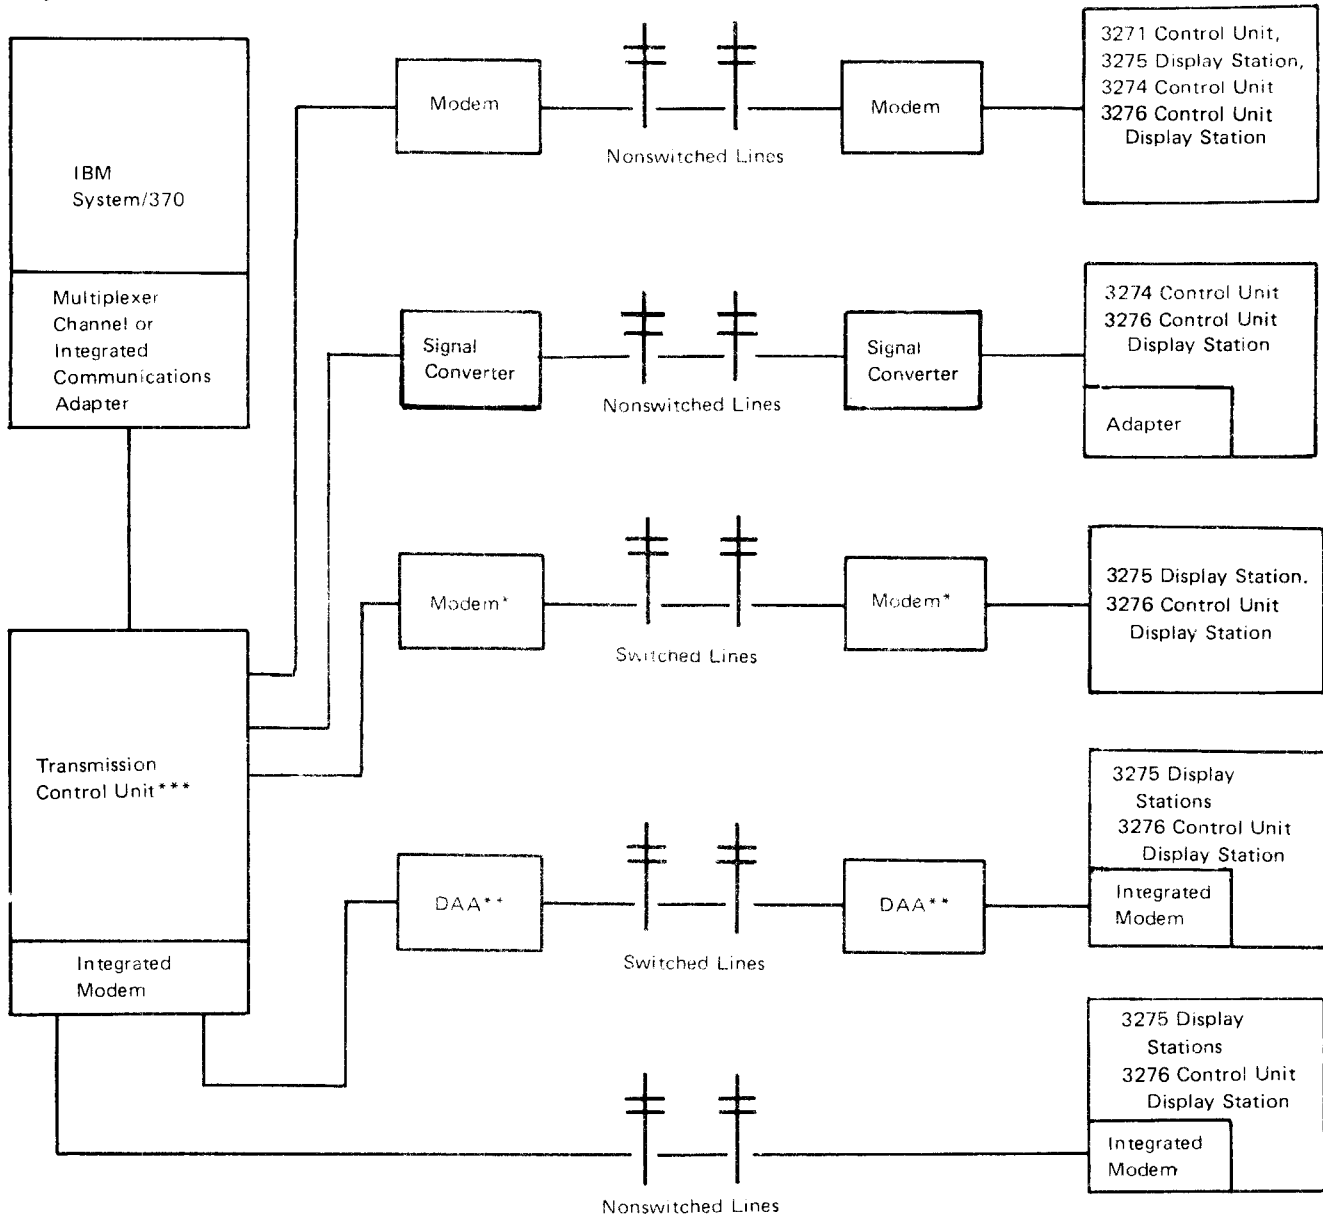 IBM
System/370
Multiplexer
Channel or
Integrated
Communications
Adapter
Transmission
Control Unit***
Integrated
Modem
Modem
Nonswitched Lines
Modem
3271 Control Unit,
3275 Display Station,
3274 Control Unit
3276 Control Unit
Display Station
Signal
Converter
Nonswitched Lines
Signal
Converter
3274 Control Unit
3276 Control Unit
Display Station
Adapter
Modem*
Switched Lines
Modem*
3275 Display Station.
3276 Control Unit
Display Station
DAA**
Switched Lines
DAA**
3275 Display
Stations
3276 Control Unit
Display Station
Integrated
Modem
Nonswitched Lines
3275 Display
Stations
3276 Control Unit
Display Station
Integrated
Modem